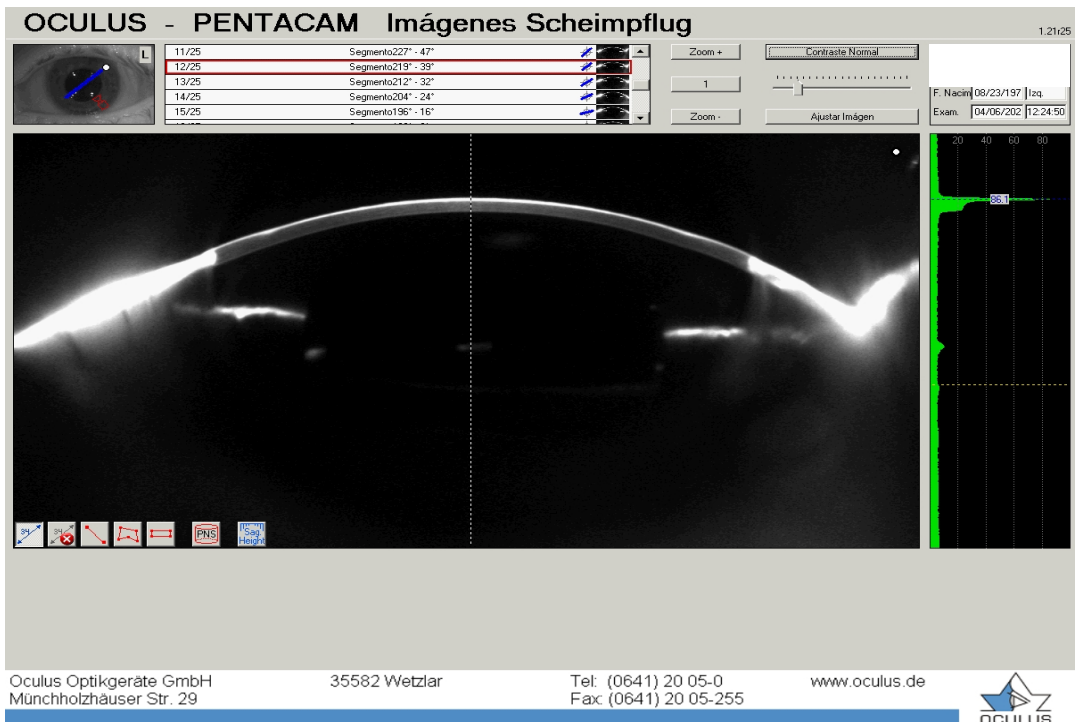 OCULUS - PENTACAM Imágenes Scheimpflug
1.21r25
L
11/25 Segmento227° - 47°
12/25 Segmento219° - 39°
13/25 Segmento212° - 32°
14/25 Segmento204° - 24°
15/25 Segmento196° - 16°
Zoom +
1
Zoom -
Contraste Normal
Ajustar Imágen
F. Nacim 08/23/197 Izq.
Exam. 04/06/202 12:24:50
20 40 60 80
86.1
PNS
Sag.
Height
Oculus Optikgeräte GmbH 35582 Wetzlar Tel: (0641) 20 05-0 www.oculus.de
Münchholzhäuser Str. 29 Fax: (0641) 20 05-255
OCULUS